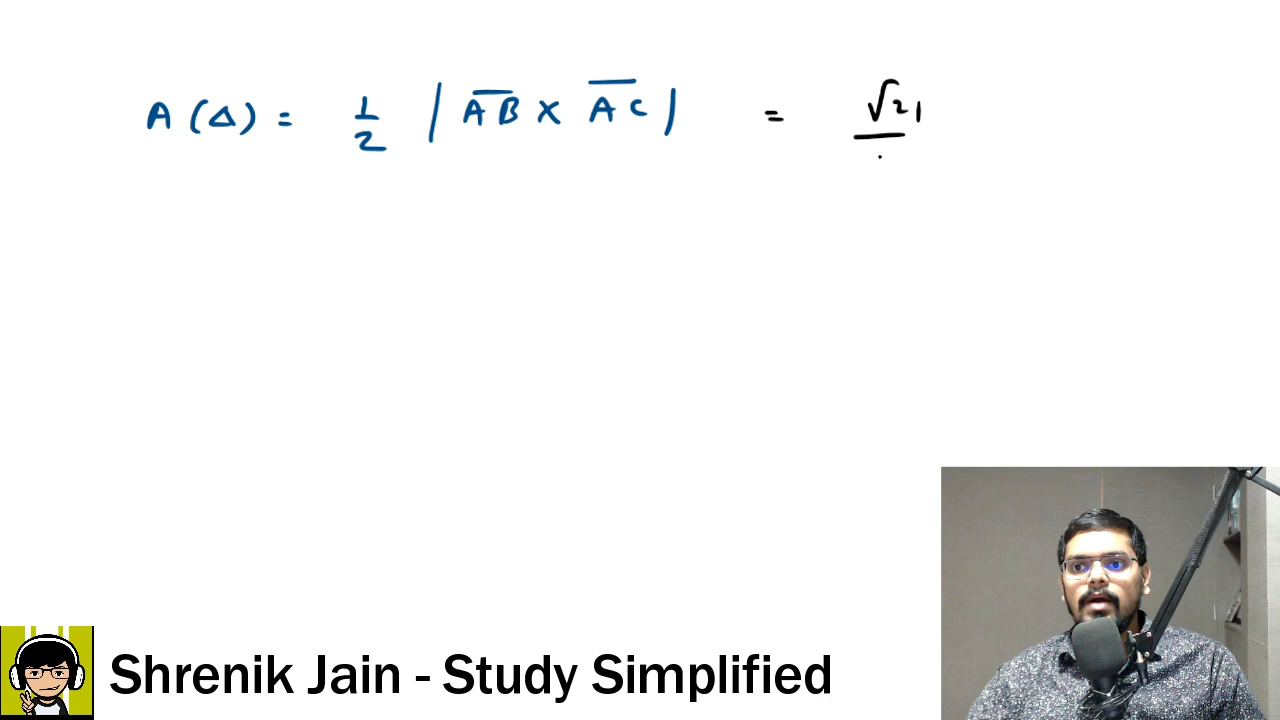 A (Δ) = 1/2 | AB × AC | = √21
Shrenik Jain - Study Simplified